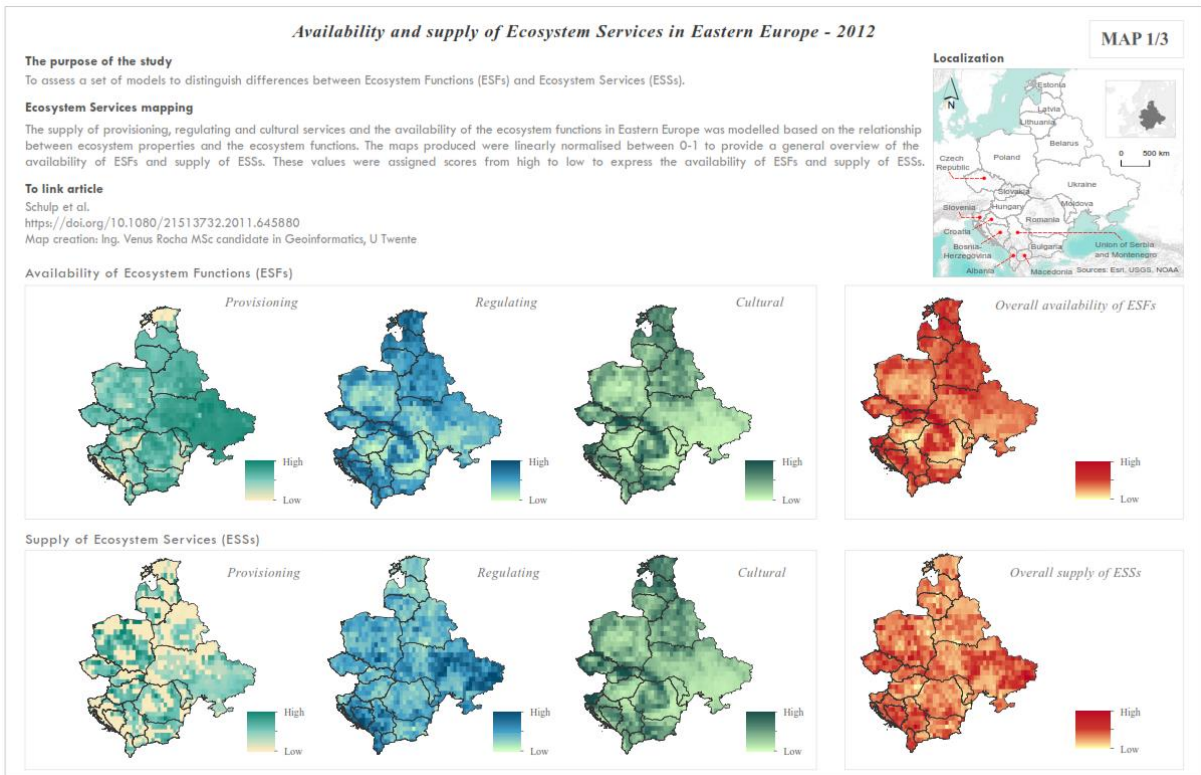 Availability and supply of Ecosystem Services in Eastern Europe - 2012
MAP 1/3
The purpose of the study
To assess a set of models to distinguish differences between Ecosystem Functions (ESFs) and Ecosystem Services (ESSs).
Ecosystem Services mapping
The supply of provisioning, regulating and cultural services and the availability of the ecosystem functions in Eastern Europe was modelled based on the relationship
between ecosystem properties and the ecosystem functions. The maps produced were linearly normalised between 0-1 to provide a general overview of the
availability of ESFs and supply of ESSs. These values were assigned scores from high to low to express the availability of ESFs and supply of ESSs.
To link article
Schulp et al.
https://doi.org/10.1080/21513732.2011.645880
Map creation: Ing. Venus Rocha MSc candidate in Geoinformatics, U Twente
Localization
N
Estonia
Latvia
Lithuania
Belarus
0 500 km
Poland
Czech
Republic
Ukraine
Slovakia
Moldova
Hungary
Slovenia
Romania
Croatia
Bosnia-
Herzegovina
Bulgaria
Union of Serbia
and Montenegro
Albania
Macedonia
Sources: Esri, USGS, NOAA
Availability of Ecosystem Functions (ESFs)
Provisioning
High
Low
Regulating
High
Low
Cultural
High
Low
Overall availability of ESFs
High
Low
Supply of Ecosystem Services (ESSs)
Provisioning
High
Low
Regulating
High
Low
Cultural
High
Low
Overall supply of ESSs
High
Low